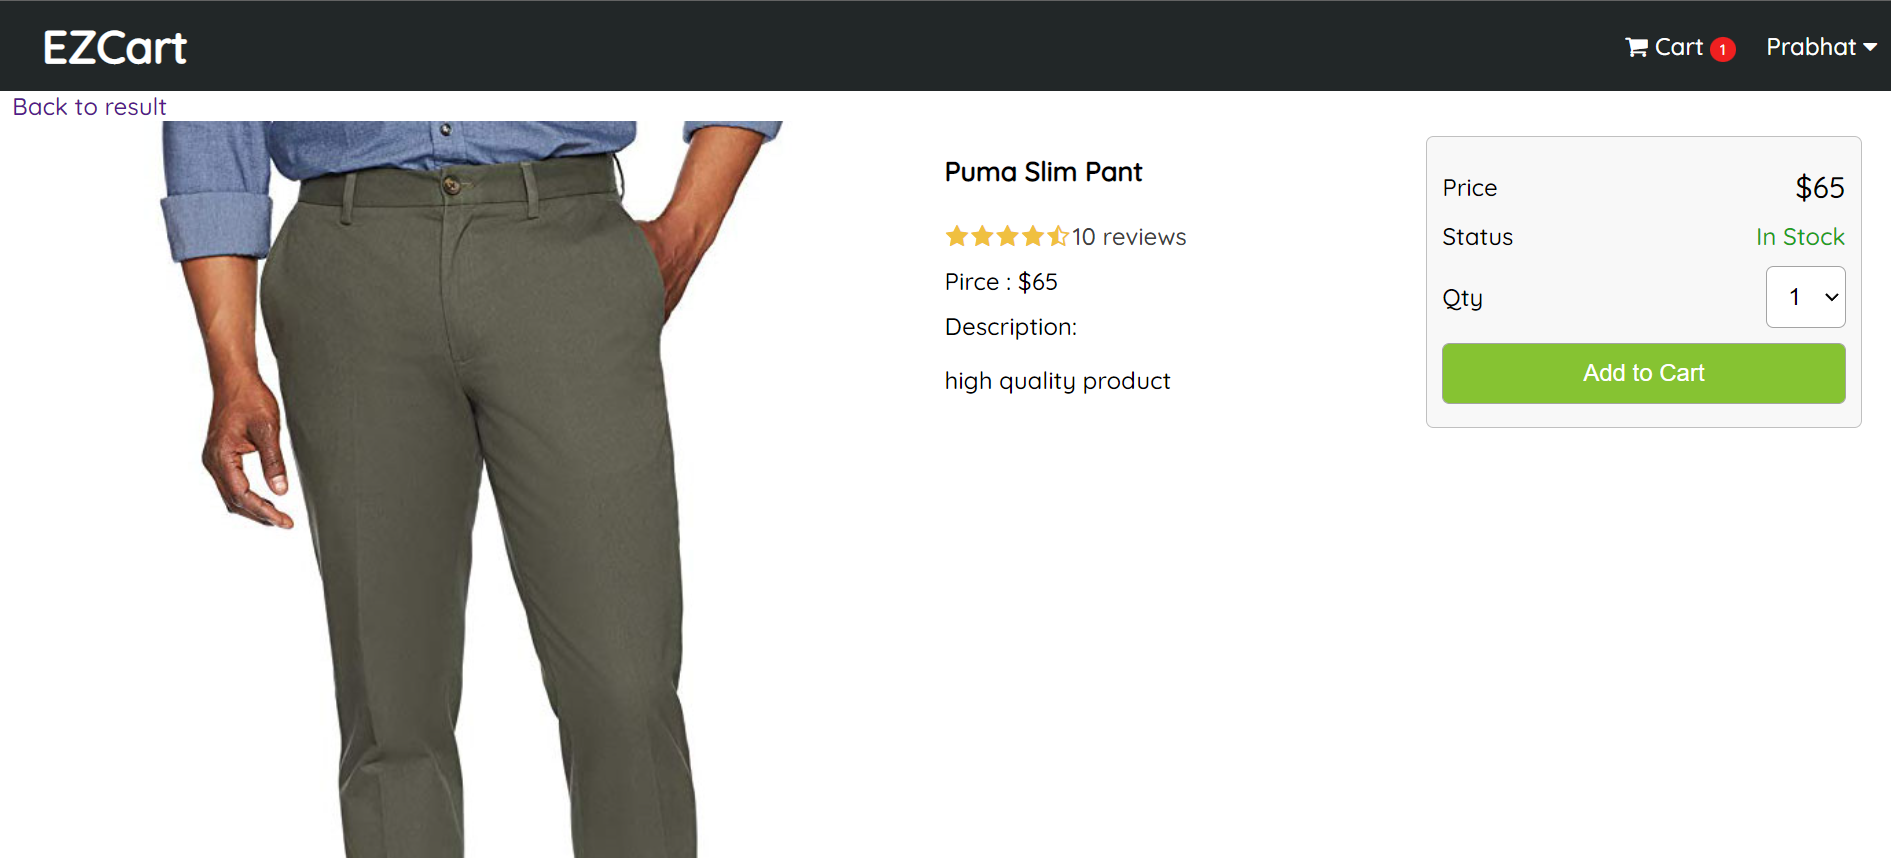 EZCart
Cart 1
Prabhat
Back to result
Puma Slim Pant
10 reviews
Pirce : $65
Description:
high quality product
Price $65
Status In Stock
Qty 1
Add to Cart